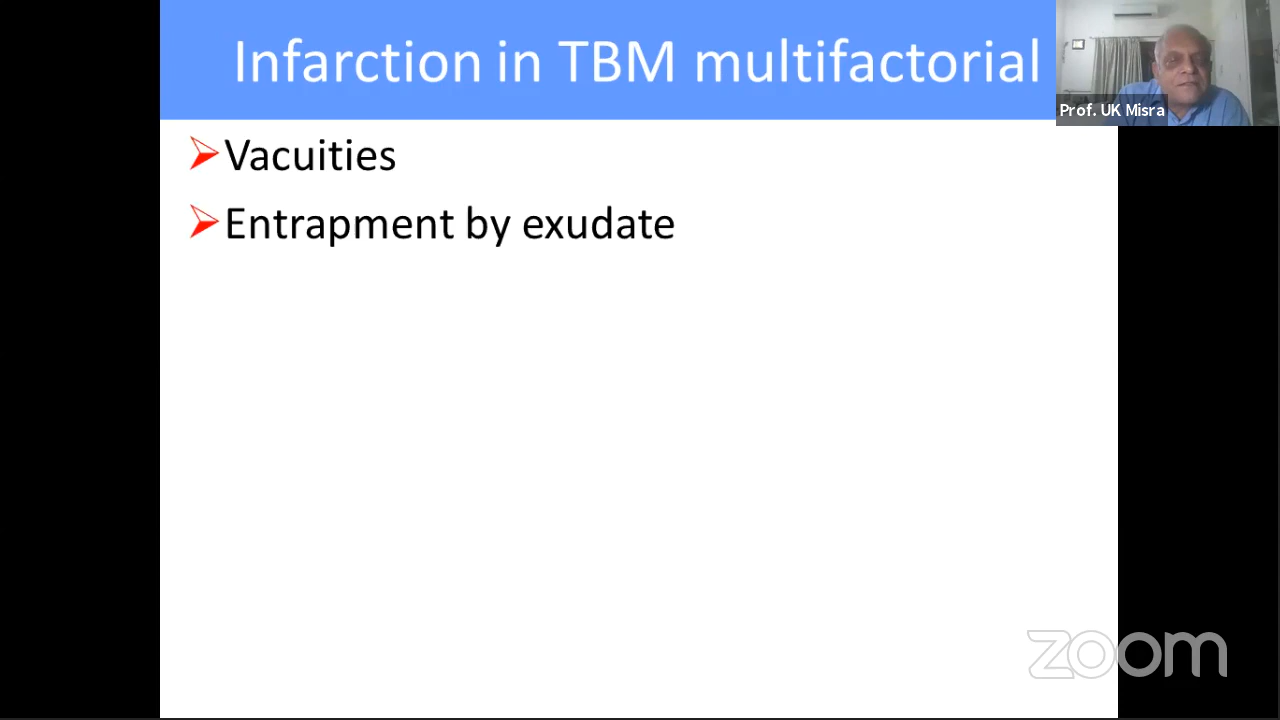 Infarction in TBM multifactorial
Prof. UK Misra
Vacuities
Entrapment by exudate
zoom